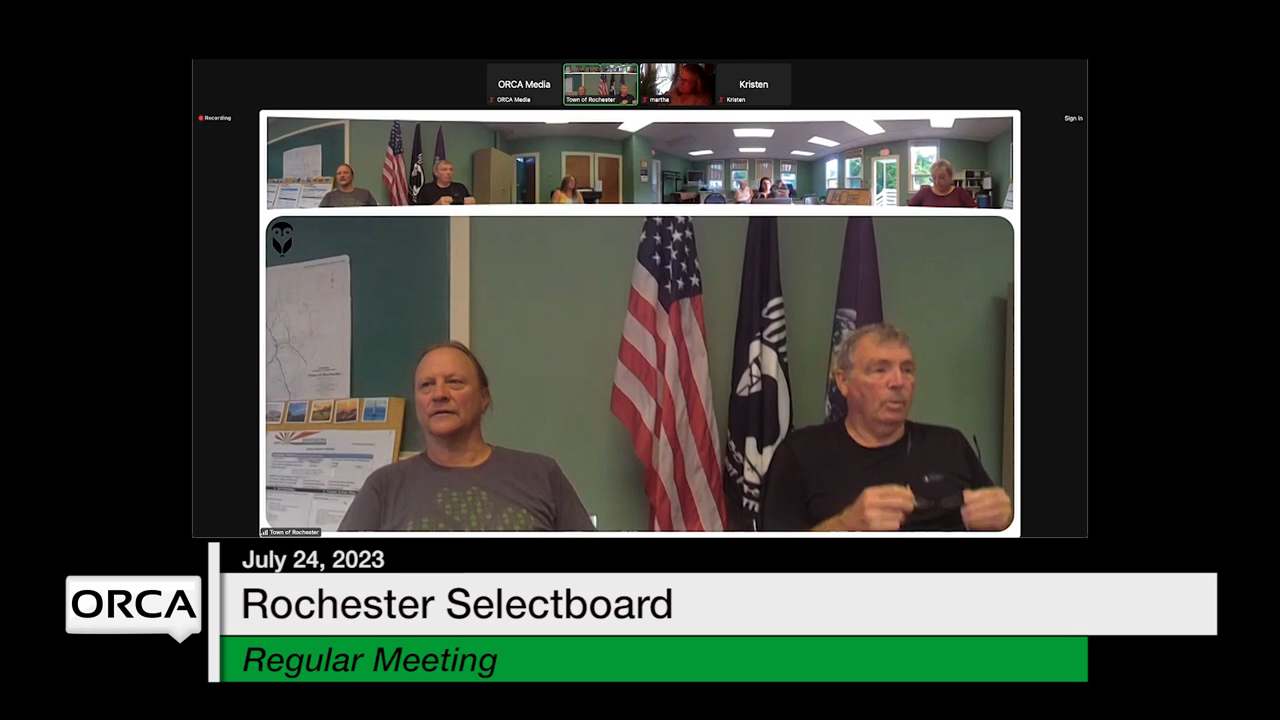 ORCA Media
Kristen
ORCA Media
Town of Rochester
martha
Kristen
Recording
Sign in
Town of Rochester
July 24, 2023
ORCA
Rochester Selectboard
Regular Meeting